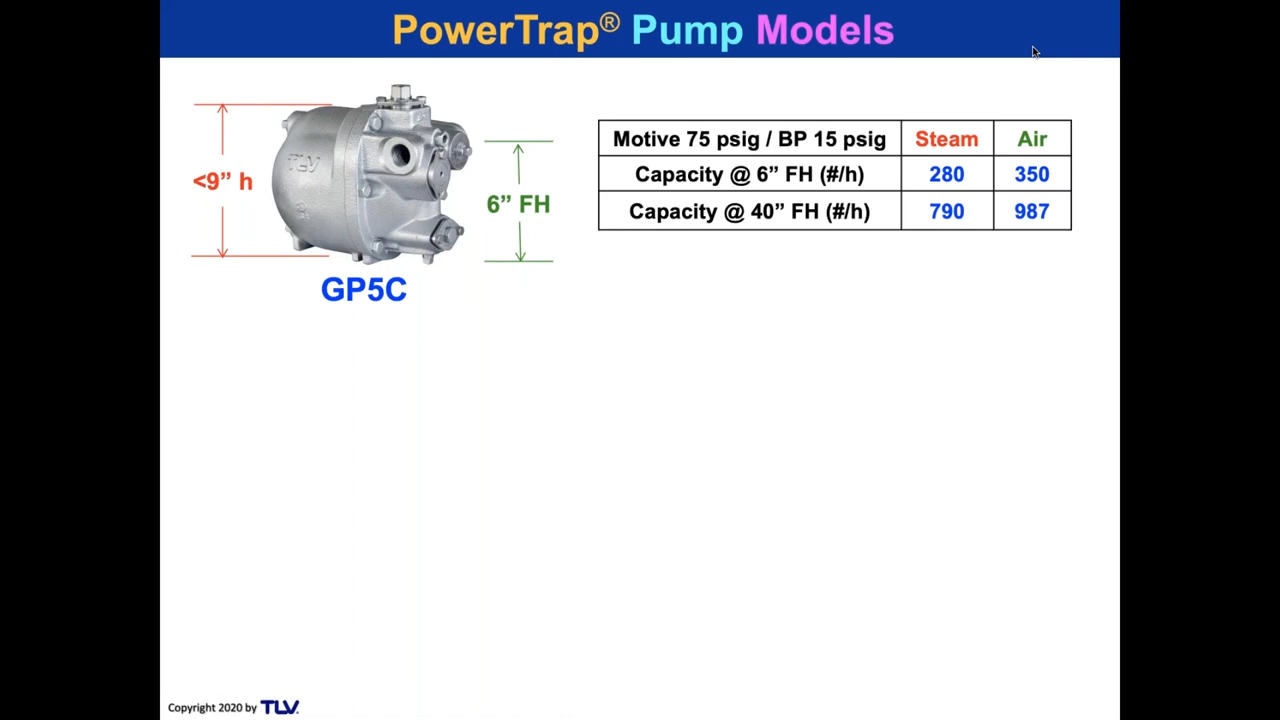 PowerTrap® Pump Models
<9” h
TLV
6” FH
GP5C
Motive 75 psig / BP 15 psig Steam Air
Capacity @ 6” FH (#/h) 280 350
Capacity @ 40” FH (#/h) 790 987
Copyright 2020 by TLV.